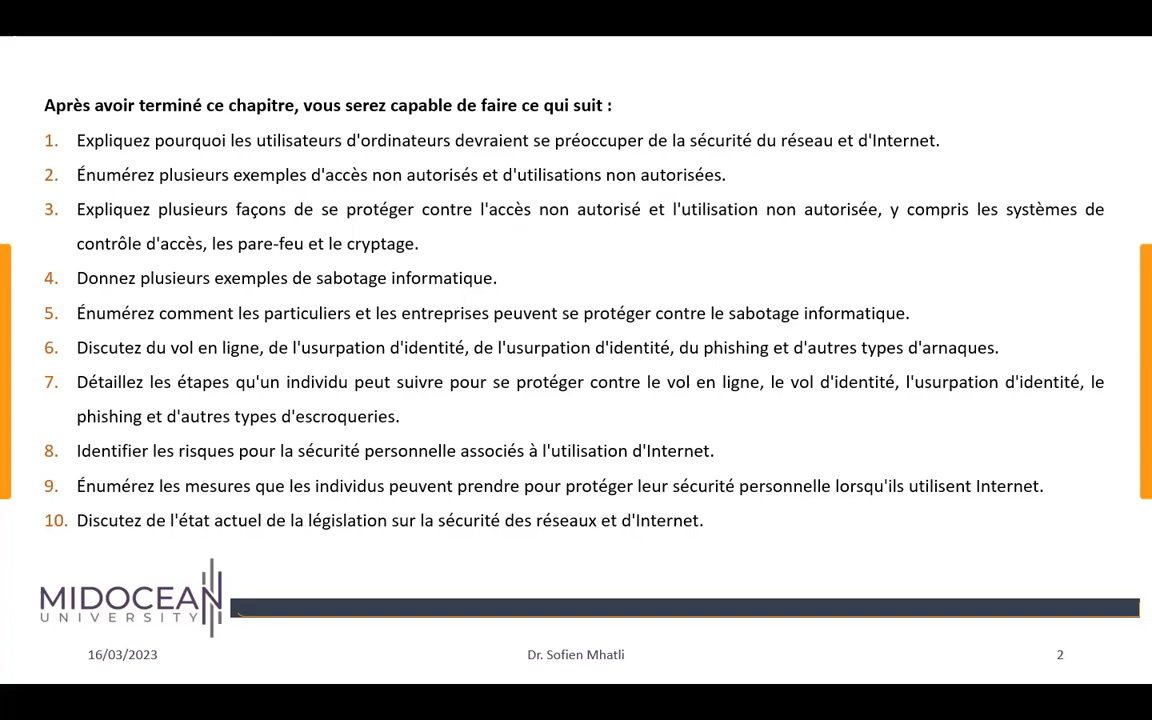 Après avoir terminé ce chapitre, vous serez capable de faire ce qui suit :
1. Expliquez pourquoi les utilisateurs d'ordinateurs devraient se préoccuper de la sécurité du réseau et d'Internet.
2. Énumérez plusieurs exemples d'accès non autorisés et d'utilisations non autorisées.
3. Expliquez plusieurs façons de se protéger contre l'accès non autorisé et l'utilisation non autorisée, y compris les systèmes de
contrôle d'accès, les pare-feu et le cryptage.
4. Donnez plusieurs exemples de sabotage informatique.
5. Énumérez comment les particuliers et les entreprises peuvent se protéger contre le sabotage informatique.
6. Discutez du vol en ligne, de l'usurpation d'identité, de l'usurpation d'identité, du phishing et d'autres types d'arnaques.
7. Détaillez les étapes qu'un individu peut suivre pour se protéger contre le vol en ligne, le vol d'identité, l'usurpation d'identité, le
phishing et d'autres types d'escroqueries.
8. Identifier les risques pour la sécurité personnelle associés à l'utilisation d'Internet.
9. Énumérez les mesures que les individus peuvent prendre pour protéger leur sécurité personnelle lorsqu'ils utilisent Internet.
10. Discutez de l'état actuel de la législation sur la sécurité des réseaux et d'Internet.
MIDOCEAN
UNIVERSITY
16/03/2023
Dr. Sofien Mhatli
2